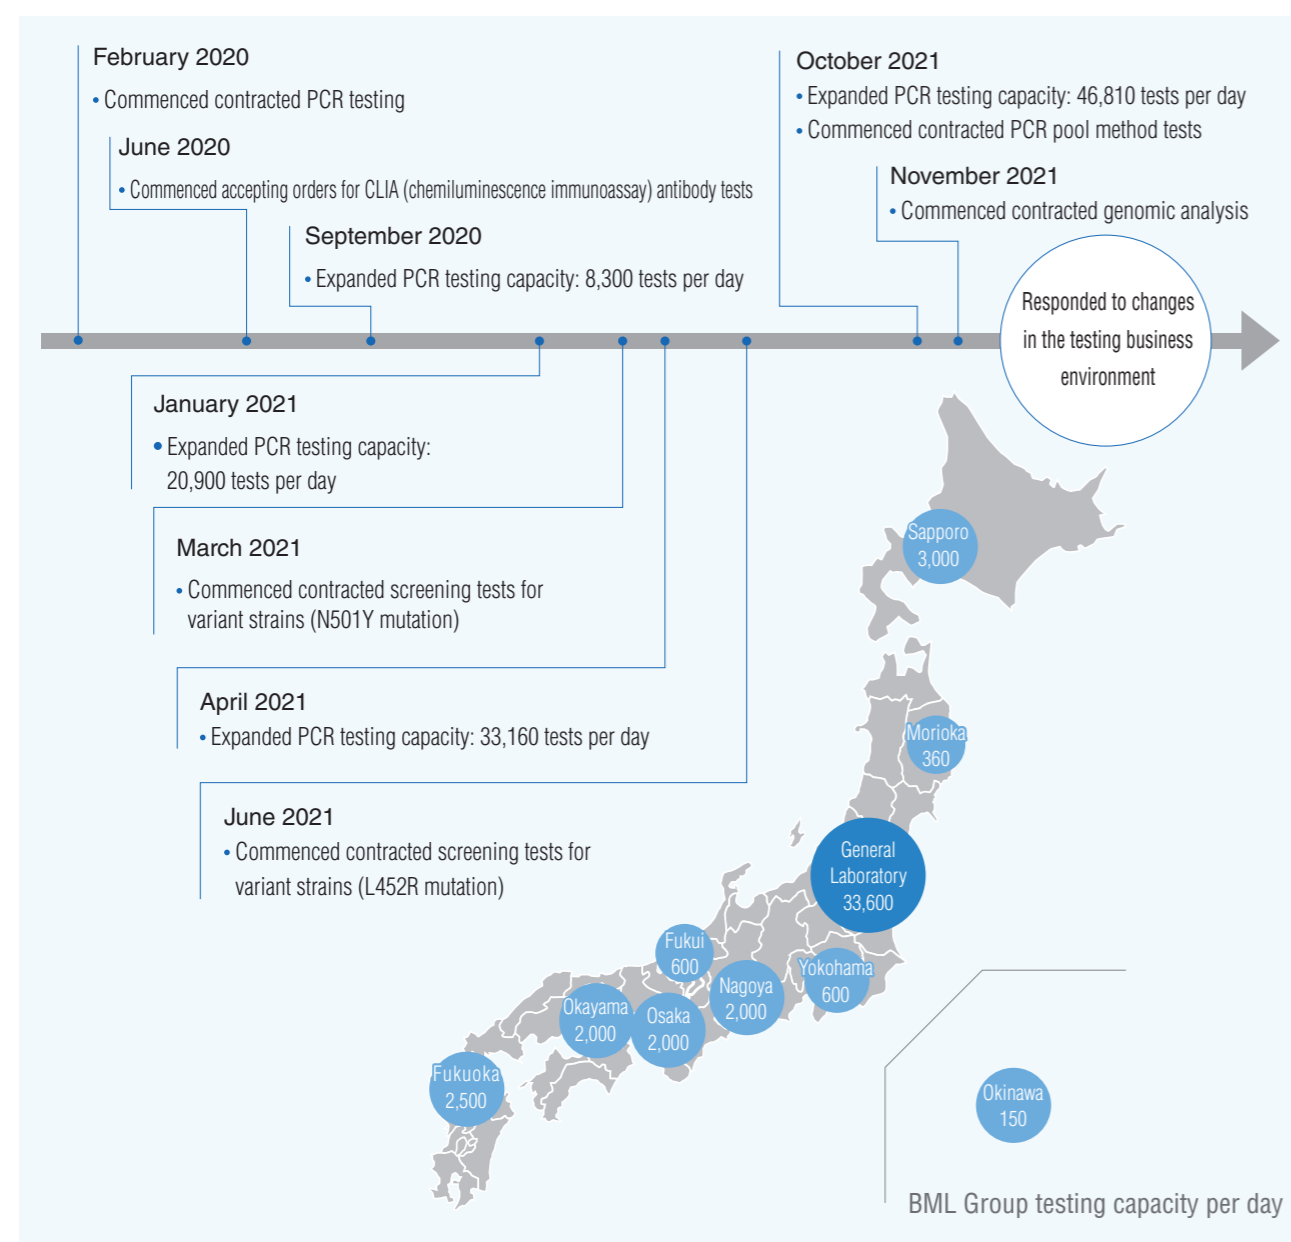 February 2020
• Commenced contracted PCR testing
June 2020
• Commenced accepting orders for CLIA (chemiluminescence immunoassay) antibody tests
September 2020
• Expanded PCR testing capacity: 8,300 tests per day
October 2021
• Expanded PCR testing capacity: 46,810 tests per day
• Commenced contracted PCR pool method tests
November 2021
• Commenced contracted genomic analysis
Responded to changes
in the testing business
environment
January 2021
• Expanded PCR testing capacity:
20,900 tests per day
March 2021
• Commenced contracted screening tests for
variant strains (N501Y mutation)
April 2021
• Expanded PCR testing capacity: 33,160 tests per day
June 2021
• Commenced contracted screening tests for
variant strains (L452R mutation)
Sapporo
3,000
Morioka
360
General
Laboratory
33,600
Fukui
600
Yokohama
600
Nagoya
2,000
Okayama
2,000
Osaka
2,000
Fukuoka
2,500
Okinawa
150
BML Group testing capacity per day